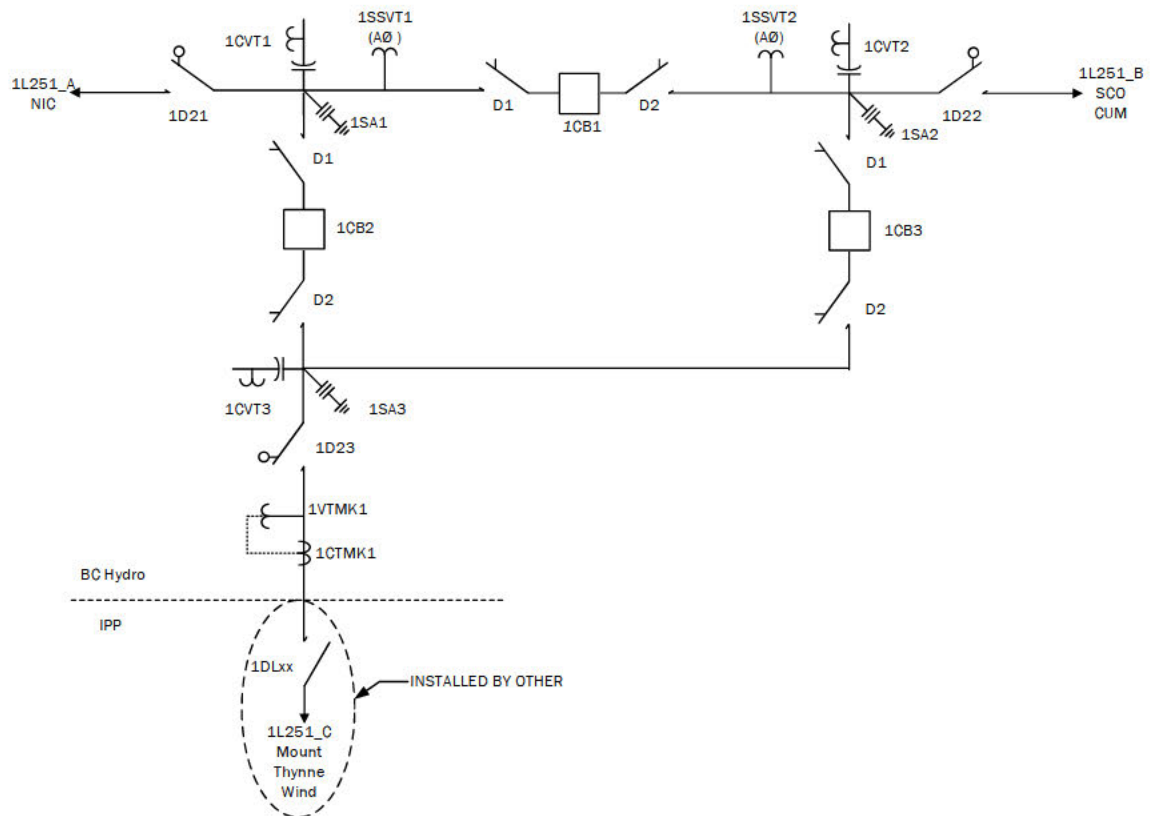 1SSVT1
(AØ )
1SSVT2
(AØ)
1CVT1
1CVT2
1L251_A
NIC
1L251_B
SCO
CUM
1D21
1SA1
D1
1CB1
D2
1SA2
1D22
D1
D1
1CB2
1CB3
D2
D2
1CVT3
1SA3
1D23
1VTMK1
1CTMK1
BC Hydro
IPP
1DLxx
INSTALLED BY OTHER
1L251_C
Mount
Thynne
Wind